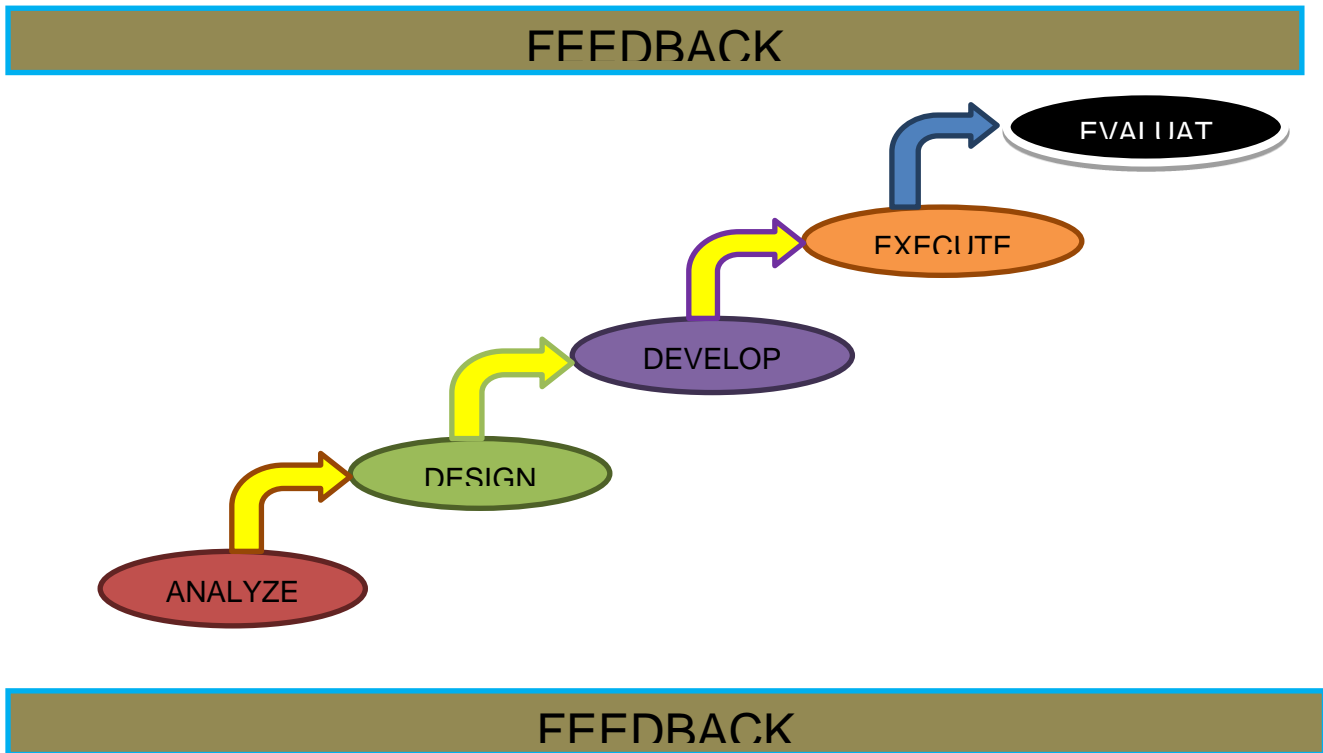 FEEDBACK
EVALUAT
EXECUTE
DEVELOP
DESIGN
ANALYZE
FEEDBACK